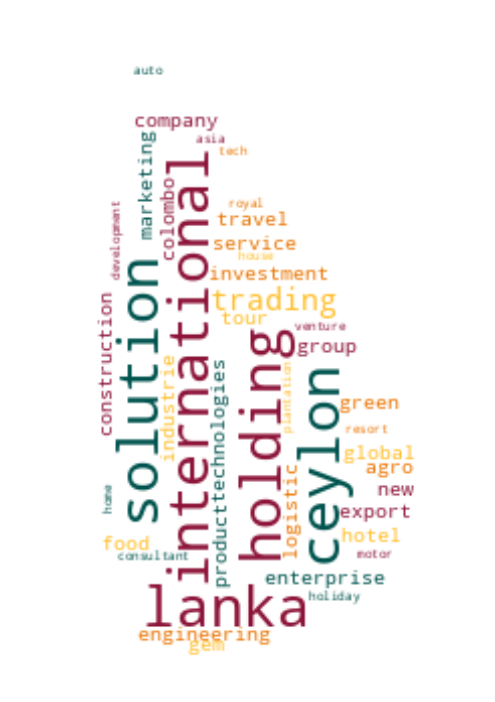 auto
company
asia
tech
marketing
international
colombo
development
royal
travel
service
house
investment
solution
trading
construction
tour
venture
holding
group
industrie
product
technologies
plantation
ceylon
green
resort
global
agro
logistic
new
home
export
food
hotel
consultant
motor
enterprise
lanka
holiday
engineering
gem